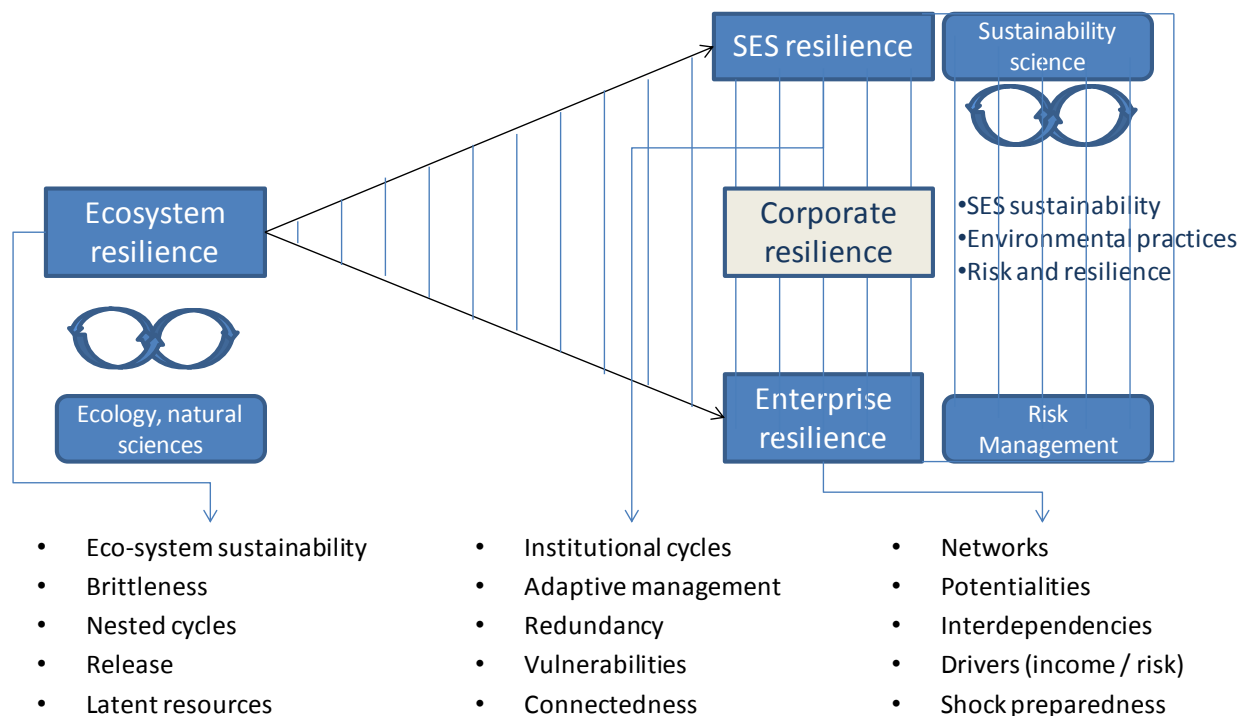 SES resilience
Sustainability
science
Ecosystem
resilience
Corporate
resilience
•SES sustainability
•Environmental practices
•Risk and resilience
Ecology, natural
sciences
Enterprise
resilience
Risk
Management
• Eco-system sustainability
• Brittleness
• Nested cycles
• Release
• Latent resources
• Institutional cycles
• Adaptive management
• Redundancy
• Vulnerabilities
• Connectedness
• Networks
• Potentialities
• Interdependencies
• Drivers (income / risk)
• Shock preparedness